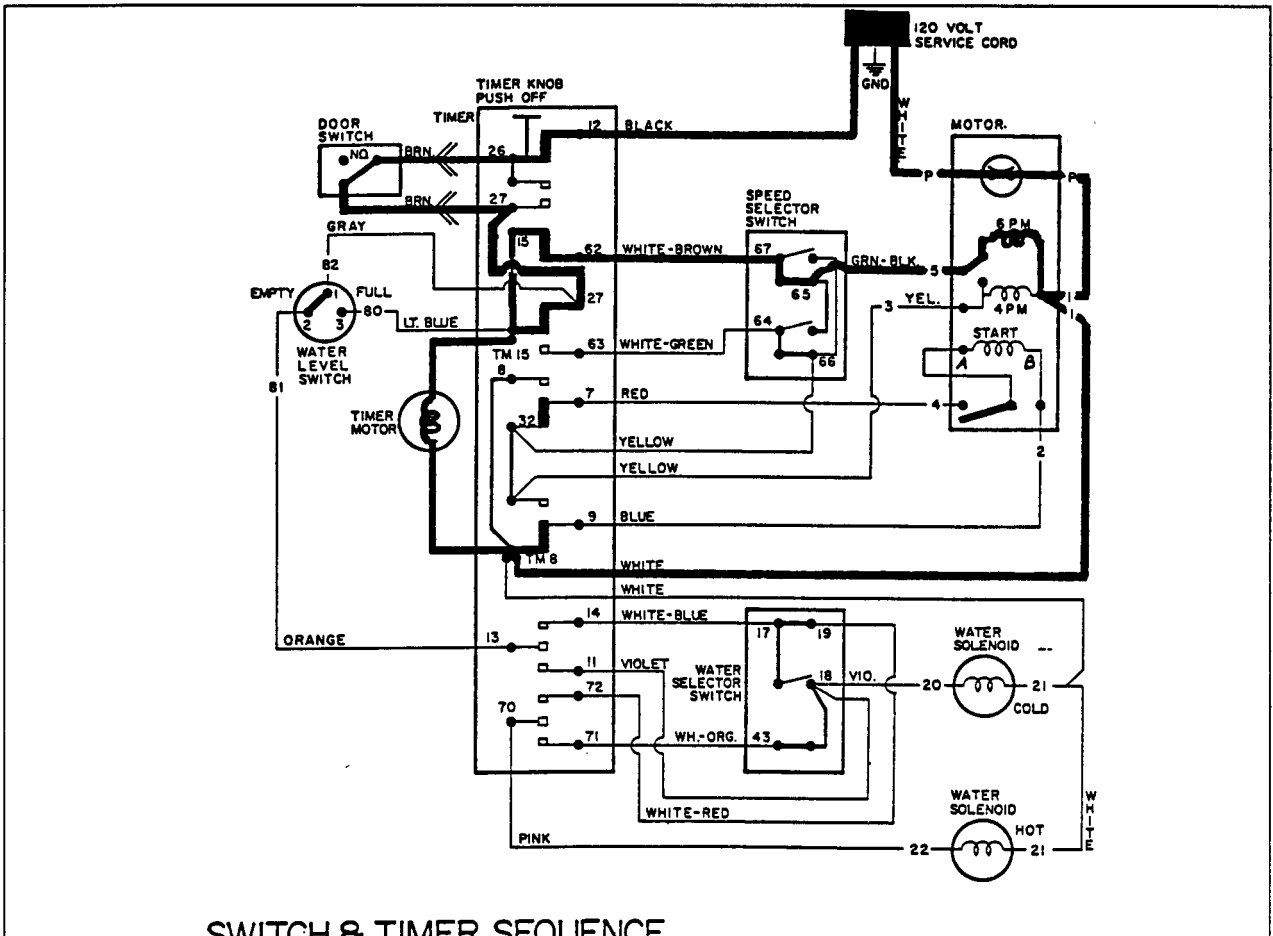 120 VOLT
SERVICE CORD
GND
WHITE
TIMER KNOB
PUSH OFF
TIMER
12 BLACK
MOTOR
DOOR
SWITCH
NO
BRN.
26
P
P
BRN.
27
SPEED
SELECTOR
SWITCH
GRAY
15
62 WHITE-BROWN
67
6 PM
GRN-BLK.
5
82
65
EMPTY
1
FULL
27
1
2
3
80
LT. BLUE
64
3 YEL.
4 PM
1
WATER
LEVEL
SWITCH
63 WHITE-GREEN
START
TM 15
66
A
B
81
8
7 RED
4
TIMER
MOTOR
32
YELLOW
2
YELLOW
9 BLUE
TM 8
WHITE
WHITE
14 WHITE-BLUE
17
19
WATER
SOLENOID --
ORANGE
13
11 VIOLET
WATER
SELECTOR
SWITCH
18 VIO.
20
21
72
COLD
70
71
WH.-ORG.
43
WHITE-RED
WATER
SOLENOID
WHITE
HOT
PINK
22
21
SWITCH & TIMER SEQUENCE